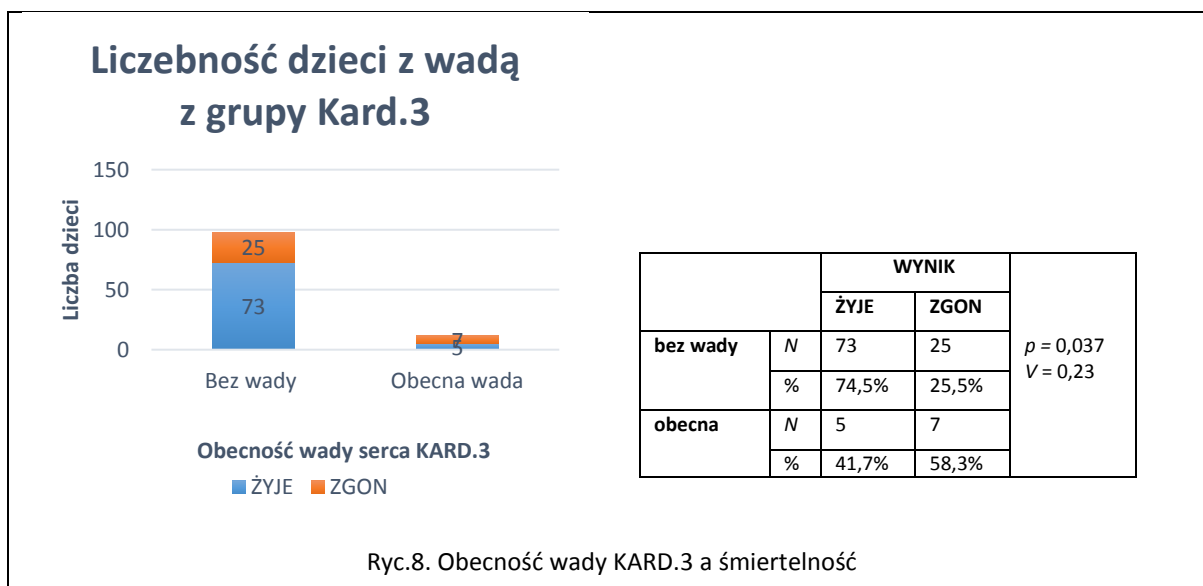 Liczebność dzieci z wadą
z grupy Kard.3
Liczba dzieci
150
100
50
0
25
73
7
5
Bez wady
Obecna wada
Obecność wady serca KARD.3
ŻYJE ZGON
WYNIK
ŻYJE ZGON
bez wady N 73 25
% 74,5% 25,5%
obecna N 5 7
% 41,7% 58,3%
p = 0,037
V = 0,23
Ryc.8. Obecność wady KARD.3 a śmiertelność